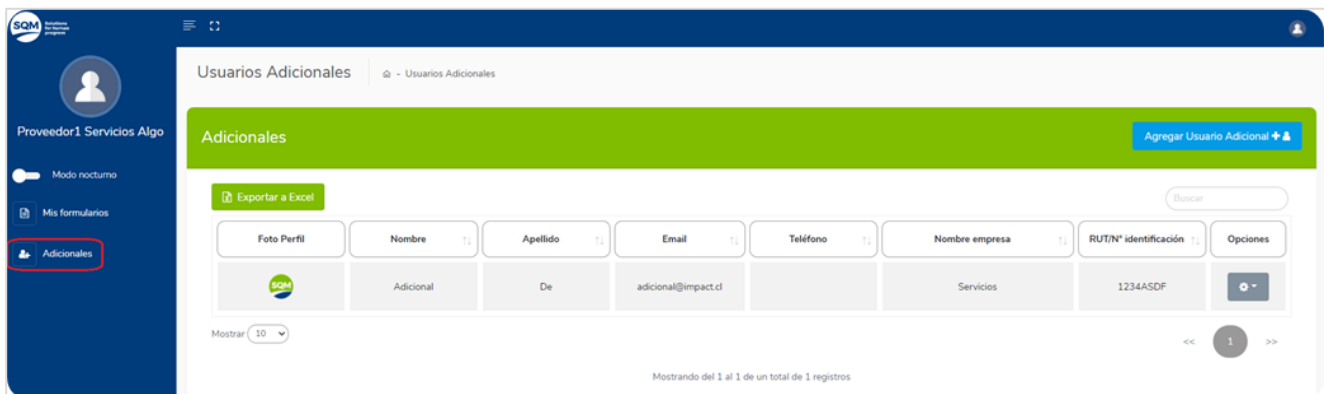 SQM Solutions for human progress
Proveedor1 Servicios Algo
Modo nocturno
Mis formularios
Adicionales
Usuarios Adicionales - Usuarios Adicionales
Adicionales Agregar Usuario Adicional
Exportar a Excel Buscar
Foto Perfil Nombre Apellido Email Teléfono Nombre empresa RUT/N° identificación Opciones
SQM Adicional De adicional@impact.cl Servicios 1234ASDF
Mostrar 10 << 1 >>
Mostrando del 1 al 1 de un total de 1 registros